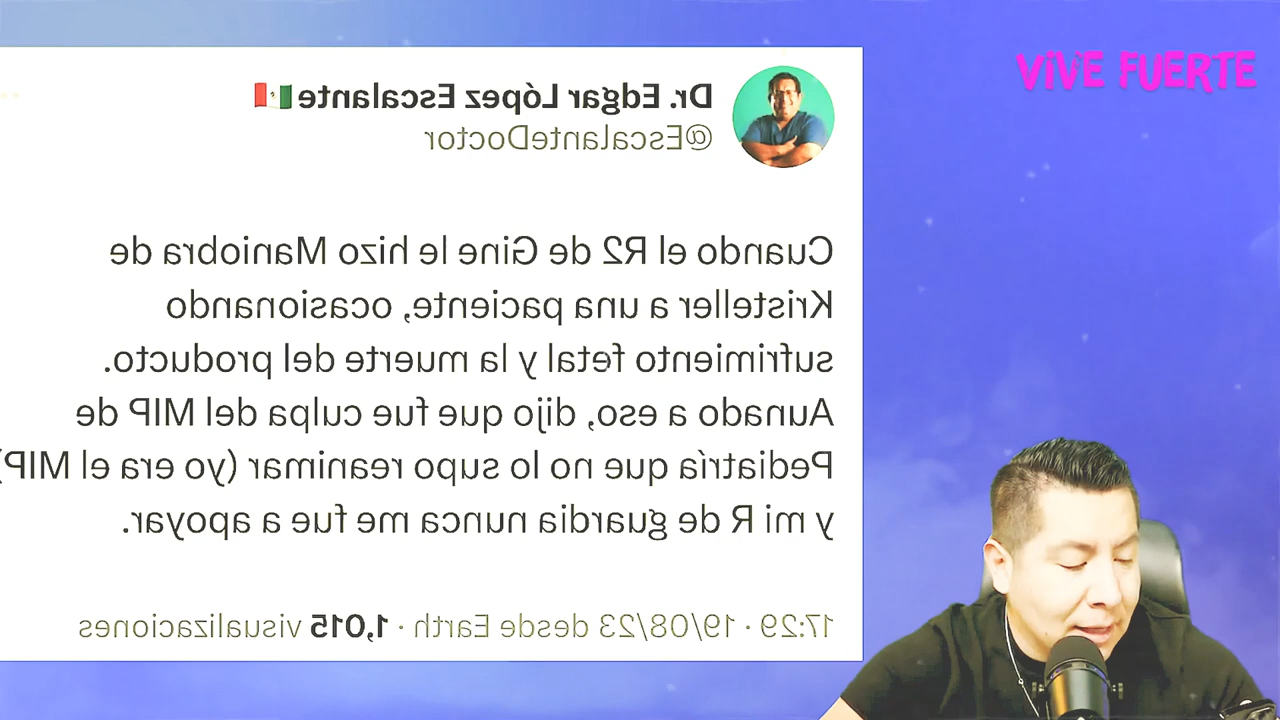 VIVE FUERTE
Dr. Edgar López Escalante
@EscalanteDoctor
Cuando el R2 de Gine le hizo Maniobra de
Kristeller a una paciente, ocasionando
sufrimiento fetal y la muerte del producto.
Aunado a eso, dijo que fue culpa del MIP de
Pediatría que no lo supo reanimar (yo era el MIP)
y mi R de guardia nunca me fue a apoyar.
17:29 · 19/08/23 desde Earth · 1,015 visualizaciones